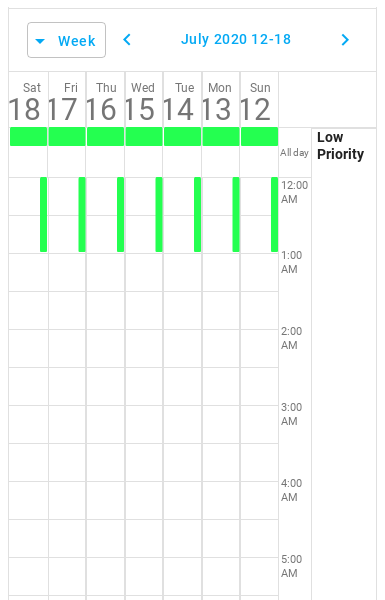 Week
July 2020 12-18
Sat Fri Thu Wed Tue Mon Sun
18 17 16 15 14 13 12
All day
Low
Priority
12:00
AM
1:00
AM
2:00
AM
3:00
AM
4:00
AM
5:00
AM